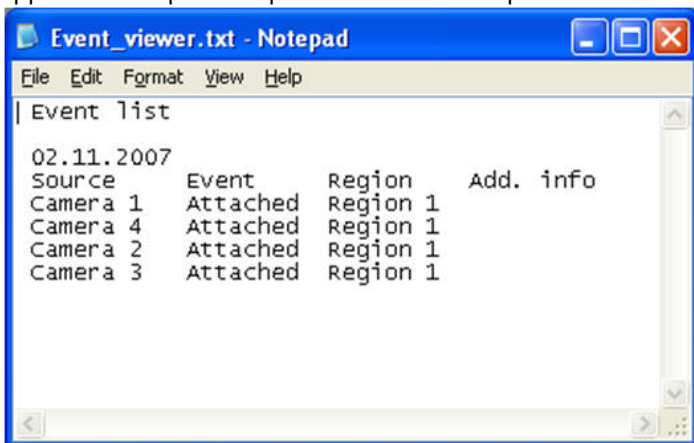 Event_viewer.txt - Notepad
File Edit Format View Help
Event list
02.11.2007
Source Event Region Add. info
Camera 1 Attached Region 1
Camera 4 Attached Region 1
Camera 2 Attached Region 1
Camera 3 Attached Region 1